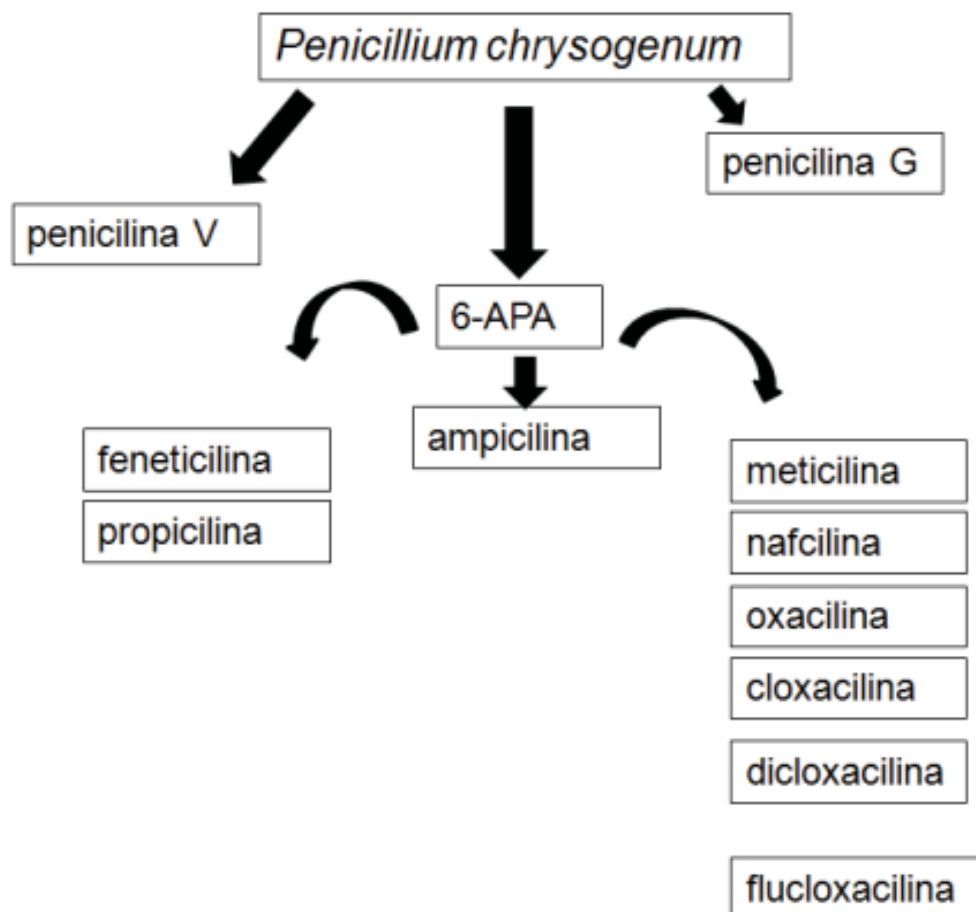 Penicillium chrysogenum
penicilina G
penicilina V
6-APA
ampicilina
feneticilina
propicilina
meticilina
nafcilina
oxacilina
cloxacilina
dicloxacilina
flucloxacilina